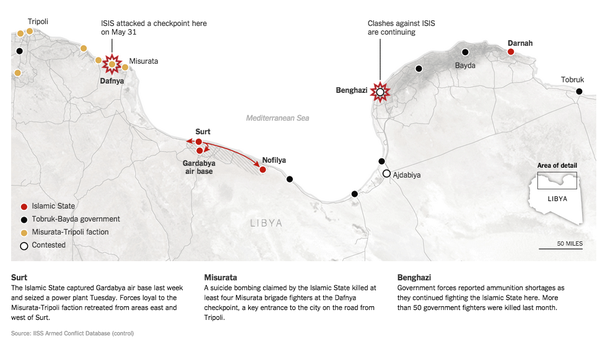 Tripoli
ISIS attacked a checkpoint here
on May 31
Misurata
Dafnya
Clashes against ISIS
are continuing
Darnah
Bayda
Benghazi
Tobruk
Mediterranean Sea
Surt
Gardabya
air base
Nofilya
Ajdabiya
LIBYA
Area of detail
LIBYA
50 MILES
Islamic State
Tobruk-Bayda government
Misurata-Tripoli faction
Contested
Surt
The Islamic State captured Gardabya air base last week
and seized a power plant Tuesday. Forces loyal to the
Misurata-Tripoli faction retreated from areas east and
west of Surt.
Misurata
A suicide bombing claimed by the Islamic State killed at
least four Misurata brigade fighters at the Dafnya
checkpoint, a key entrance to the city on the road from
Tripoli.
Benghazi
Government forces reported ammunition shortages as
they continued fighting the Islamic State here. More
than 50 government fighters were killed last month.
Source: IISS Armed Conflict Database (control)